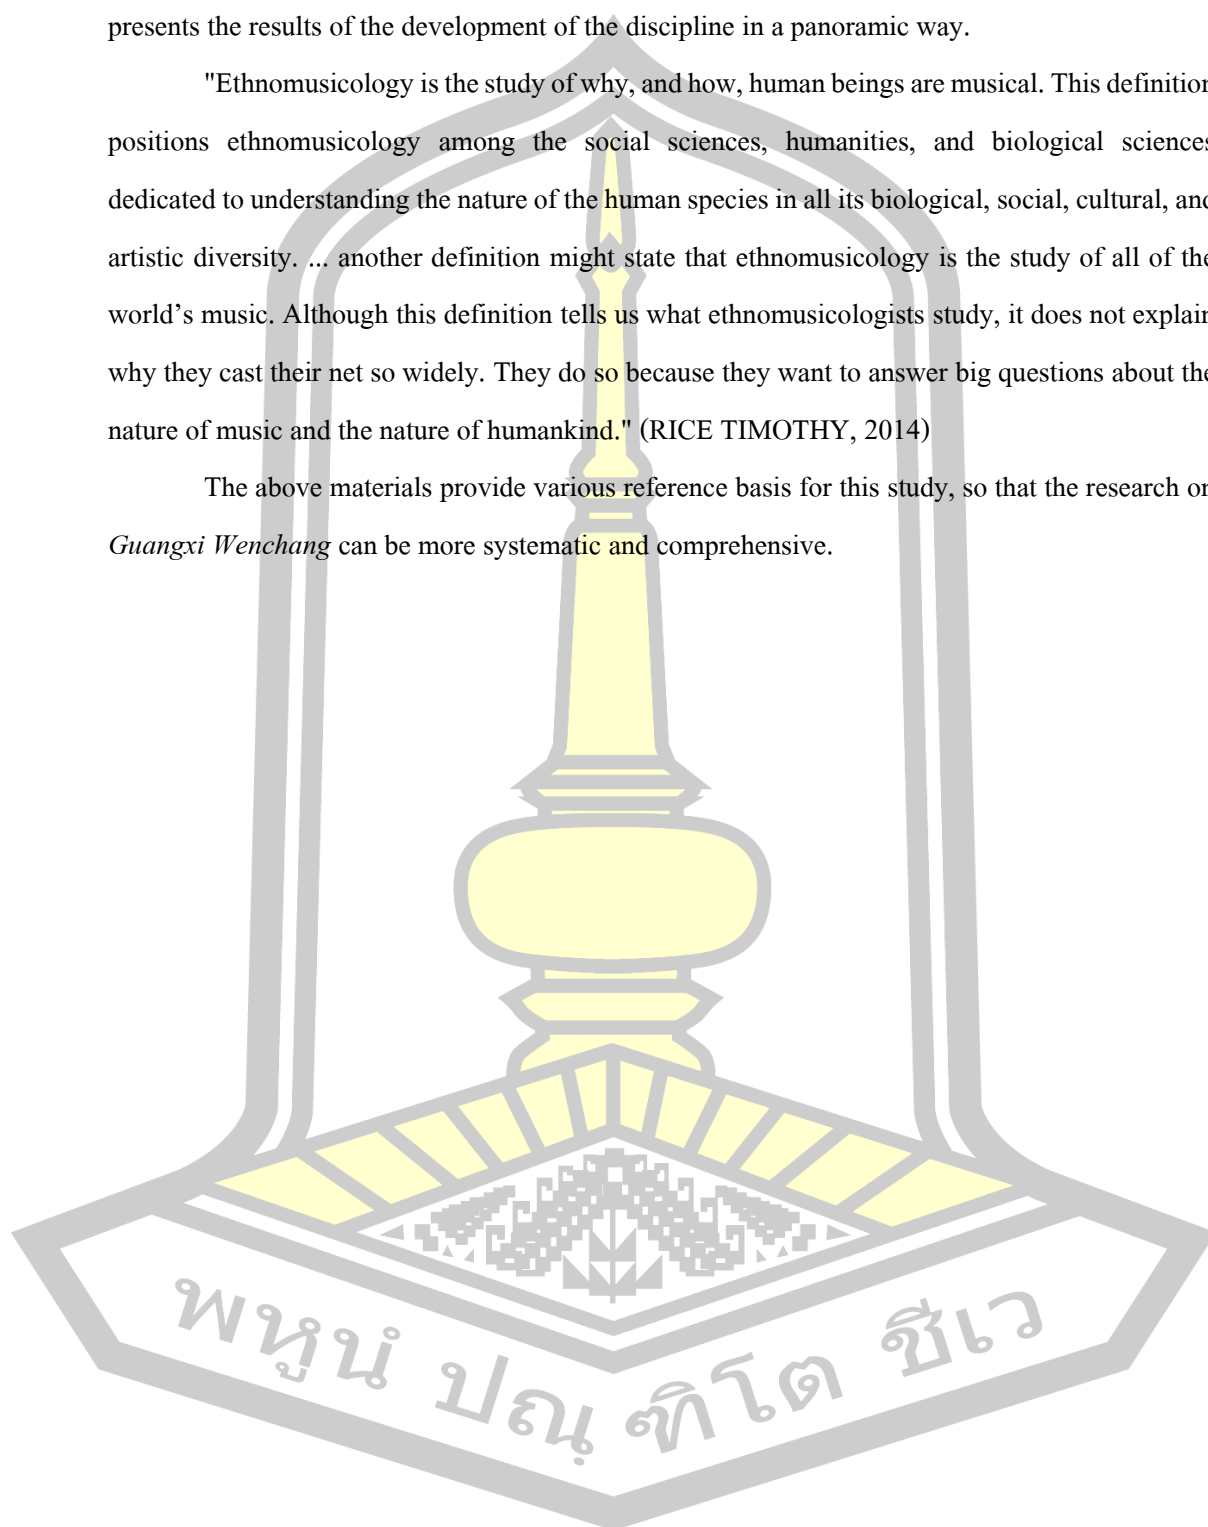 presents the results of the development of the discipline in a panoramic way.
"Ethnomusicology is the study of why, and how, human beings are musical. This definition
positions ethnomusicology among the social sciences, humanities, and biological sciences
dedicated to understanding the nature of the human species in all its biological, social, cultural, and
artistic diversity. ... another definition might state that ethnomusicology is the study of all of the
world’s music. Although this definition tells us what ethnomusicologists study, it does not explain
why they cast their net so widely. They do so because they want to answer big questions about the
nature of music and the nature of humankind." (RICE TIMOTHY, 2014)
The above materials provide various reference basis for this study, so that the research on
Guangxi Wenchang can be more systematic and comprehensive.
พหูนํ ปณฺฑิโต ชีเว